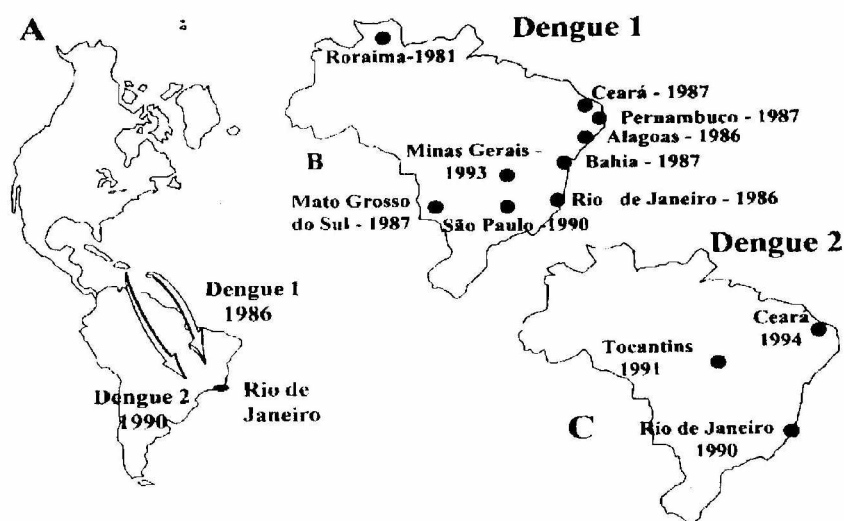 A
Dengue 1
1986
Dengue 2
1990
Rio de
Janeiro
Dengue 1
B
Roraima-1981
Ceará - 1987
Pernambuco - 1987
Alagoas - 1986
Minas Gerais -
1993
Bahia - 1987
Mato Grosso
do Sul - 1987
São Paulo -1990
Rio de Janeiro - 1986
Dengue 2
C
Ceará
1994
Tocantins
1991
Rio de Janeiro
1990